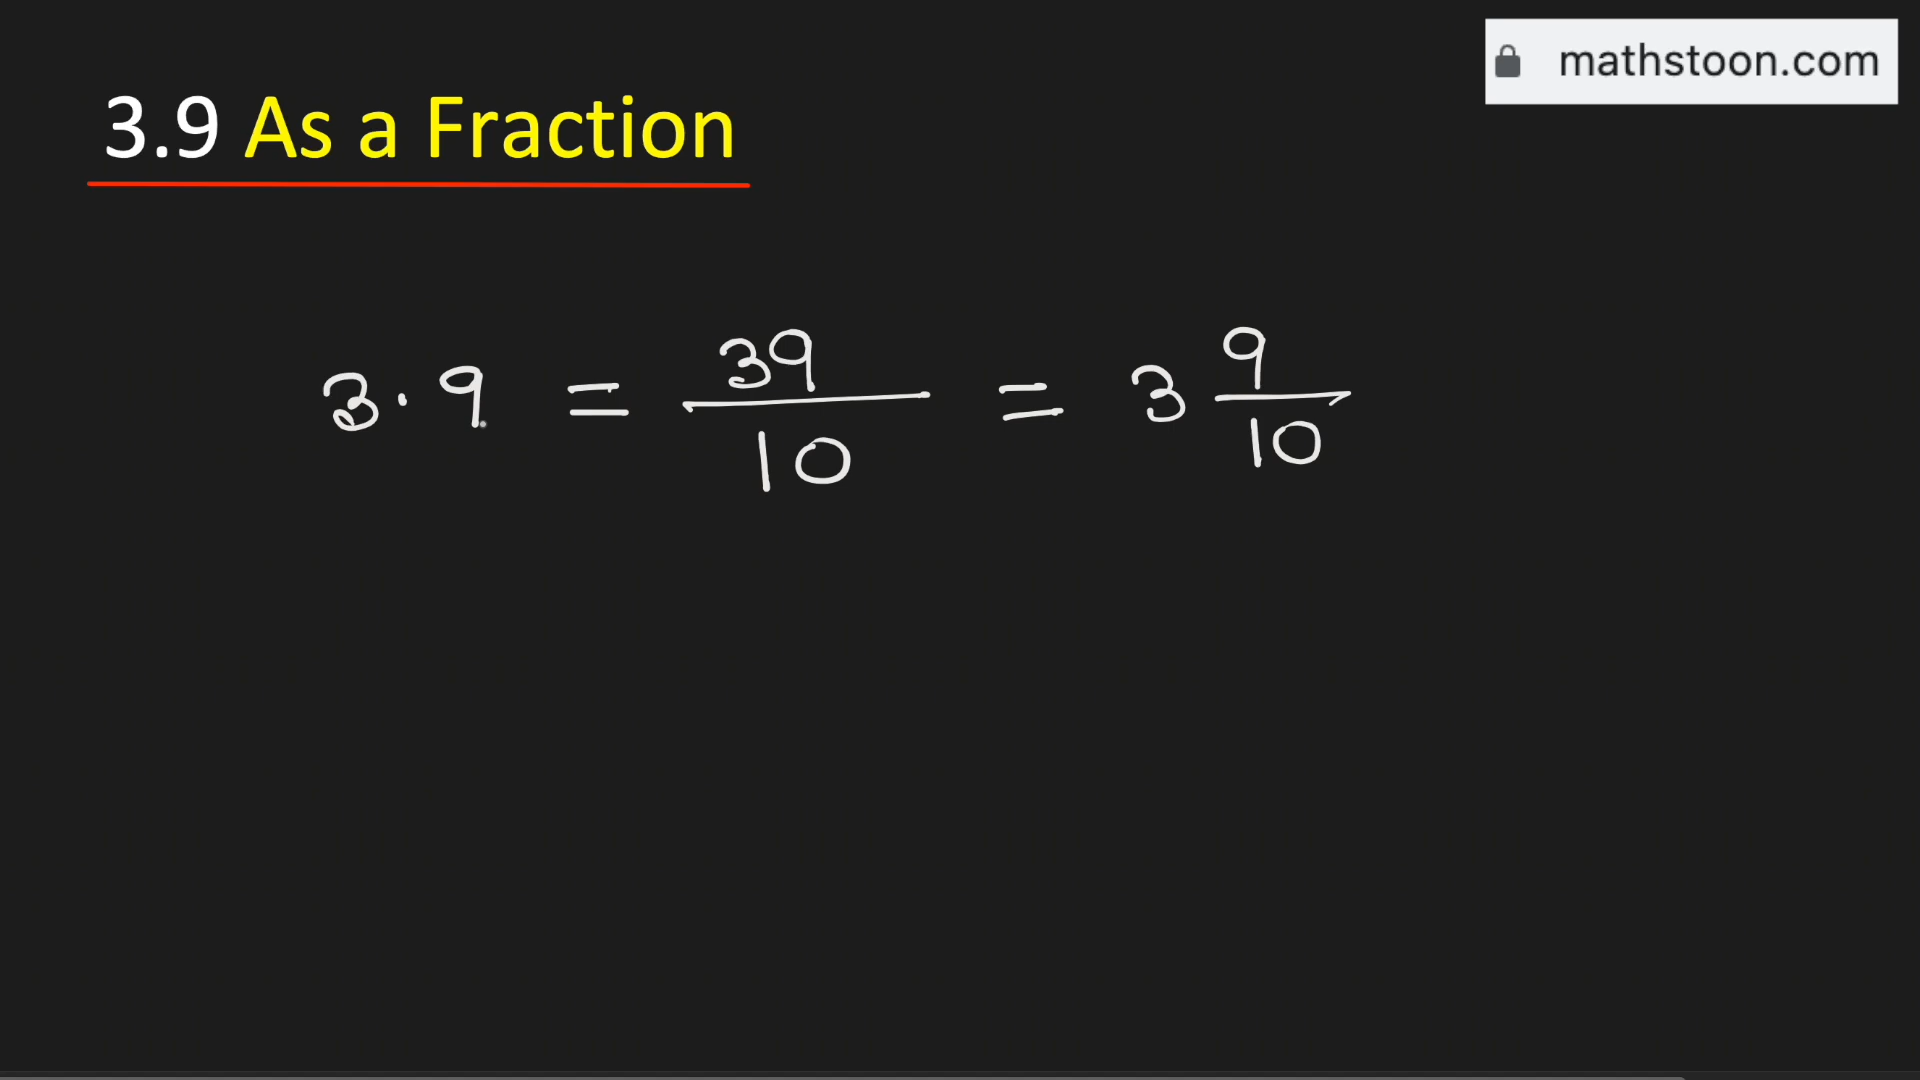 mathstoon.com
3.9 As a Fraction
3.9 = 39/10 = 3 9/10